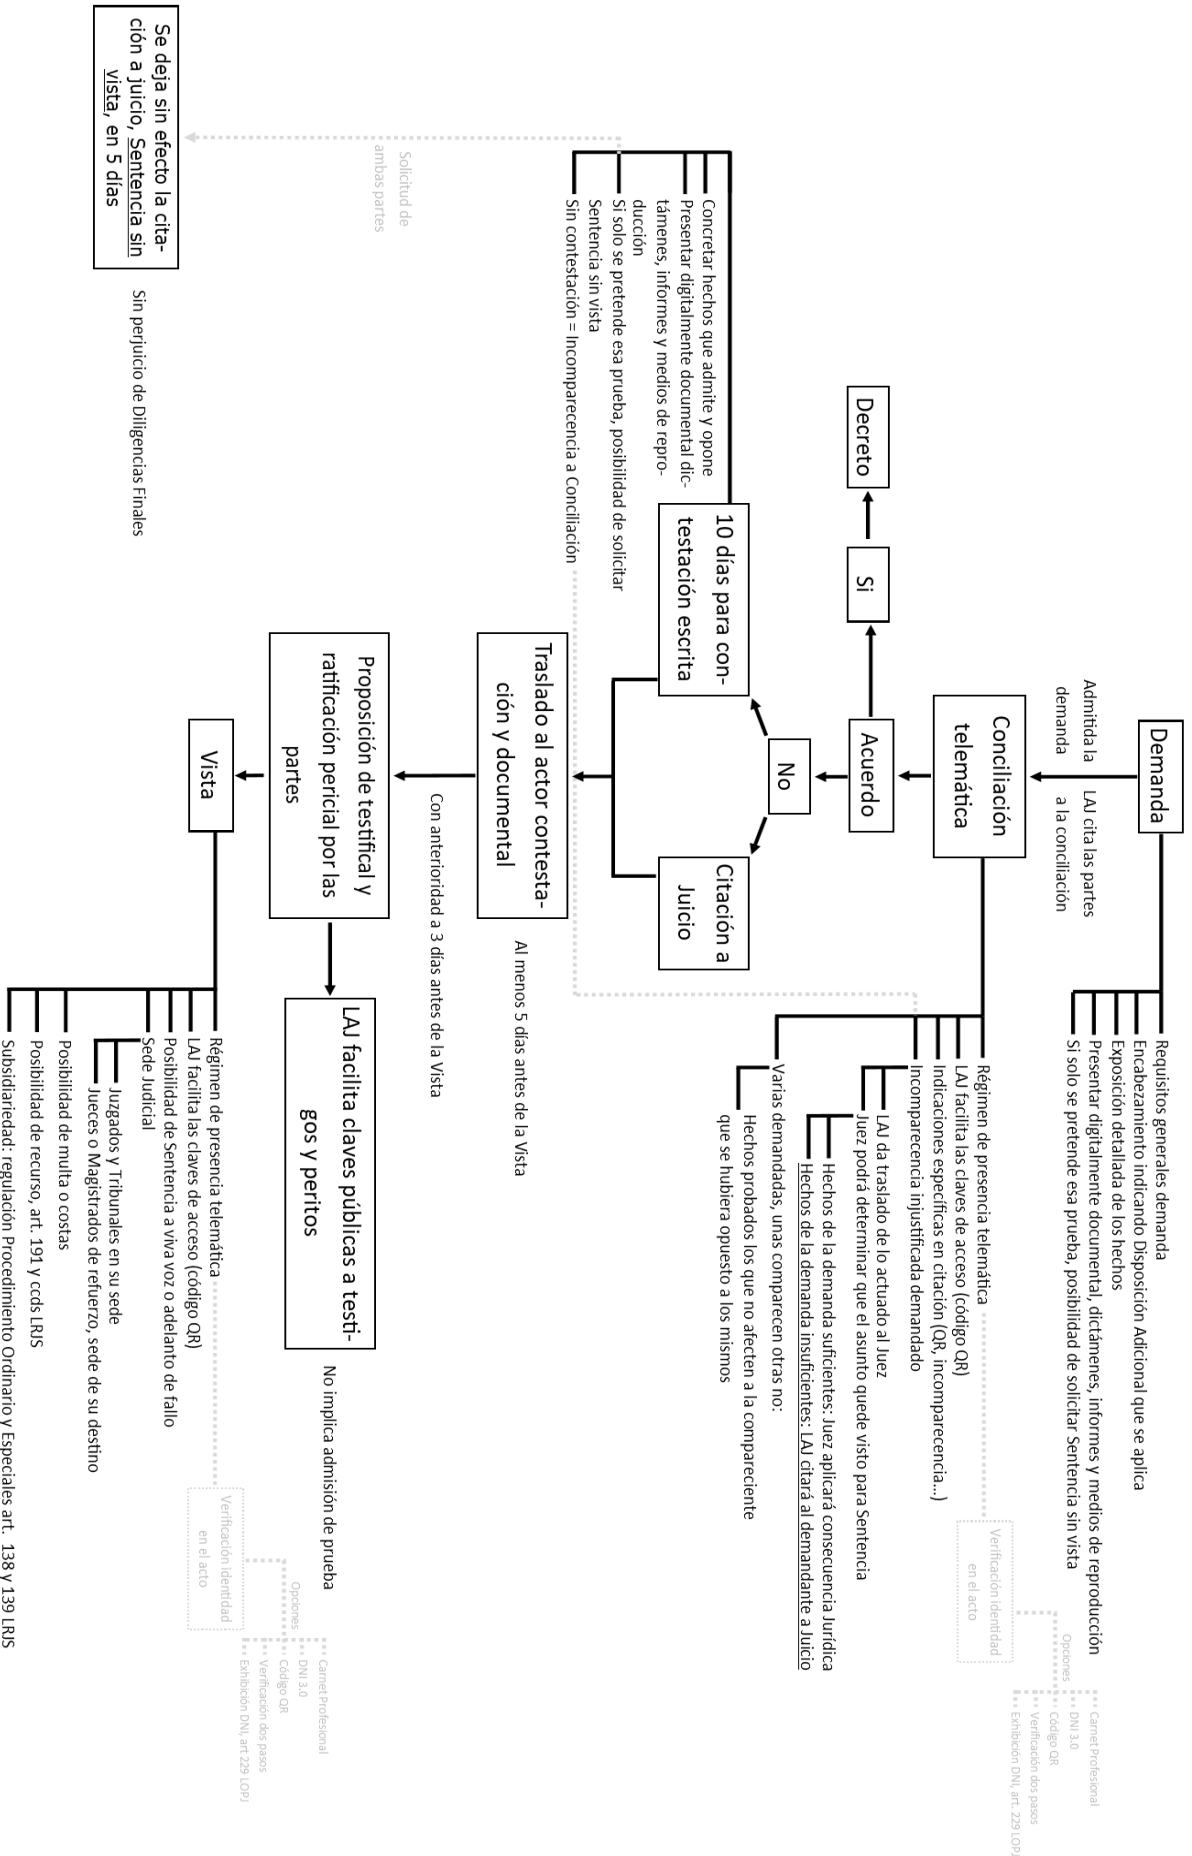 Demanda
Requisitos generales demanda
Encabezamiento indicando Disposición Adicional que se aplica
Exposición detallada de los hechos
Presentar digitalmente documental, dictámenes, informes y medios de reproducción
Si solo se pretende esa prueba, posibilidad de solicitar Sentencia sin vista
Admitida la
demanda
LAJ cita las partes
a la conciliación
Conciliación
telemática
Régimen de presencia telemática
LAJ facilita las claves de acceso (código QR)
Indicaciones específicas en citación (QR, incomparecencia...)
Incomparecencia injustificada demandado
LAJ da traslado de lo actuado al Juez
Juez podrá determinar que el asunto quede visto para Sentencia
Hechos de la demanda suficientes: Juez aplicará consecuencia Jurídica
Hechos de la demanda insuficientes: LAJ citará al demandante a Juicio
Varias demandadas, unas comparecen otras no:
Hechos probados los que no afecten a la compareciente
que se hubiera opuesto a los mismos
Verificación identidad
en el acto
Opciones
Carnet Profesional
DNI 3.0
Código QR
Verificación dos pasos
Exhibición DNI, art. 229 LOPJ
Acuerdo
Si
Decreto
No
10 días para con-
testación escrita
Citación a
Juicio
Concretar hechos que admite y opone
Presentar digitalmente documental dic-
támenes, informes y medios de repro-
ducción
Si solo se pretende esa prueba, posibilidad de solicitar
Sentencia sin vista
Sin contestación = Incomparecencia a Conciliación
Solicitud de
ambas partes
Se deja sin efecto la cita-
ción a juicio, Sentencia sin
vista, en 5 días
Sin perjuicio de Diligencias Finales
Traslado al actor contesta-
ción y documental
Al menos 5 días antes de la Vista
Con anterioridad a 3 días antes de la Vista
Proposición de testifical y
ratificación pericial por las
partes
LAJ facilita claves públicas a testi-
gos y peritos
No implica admisión de prueba
Vista
Régimen de presencia telemática
LAJ facilita las claves de acceso (código QR)
Posibilidad de Sentencia a viva voz o adelanto de fallo
Sede Judicial
Juzgados y Tribunales en su sede
Jueces o Magistrados de refuerzo, sede de su destino
Posibilidad de multa o costas
Posibilidad de recurso, art. 191 y ccds LRJS
Subsidiariedad: regulación Procedimiento Ordinario y Especiales art. 138 y 139 LRJS
Verificación identidad
en el acto
Opciones
Carnet Profesional
DNI 3.0
Código QR
Verificación dos pasos
Exhibición DNI, art 229 LOPJ